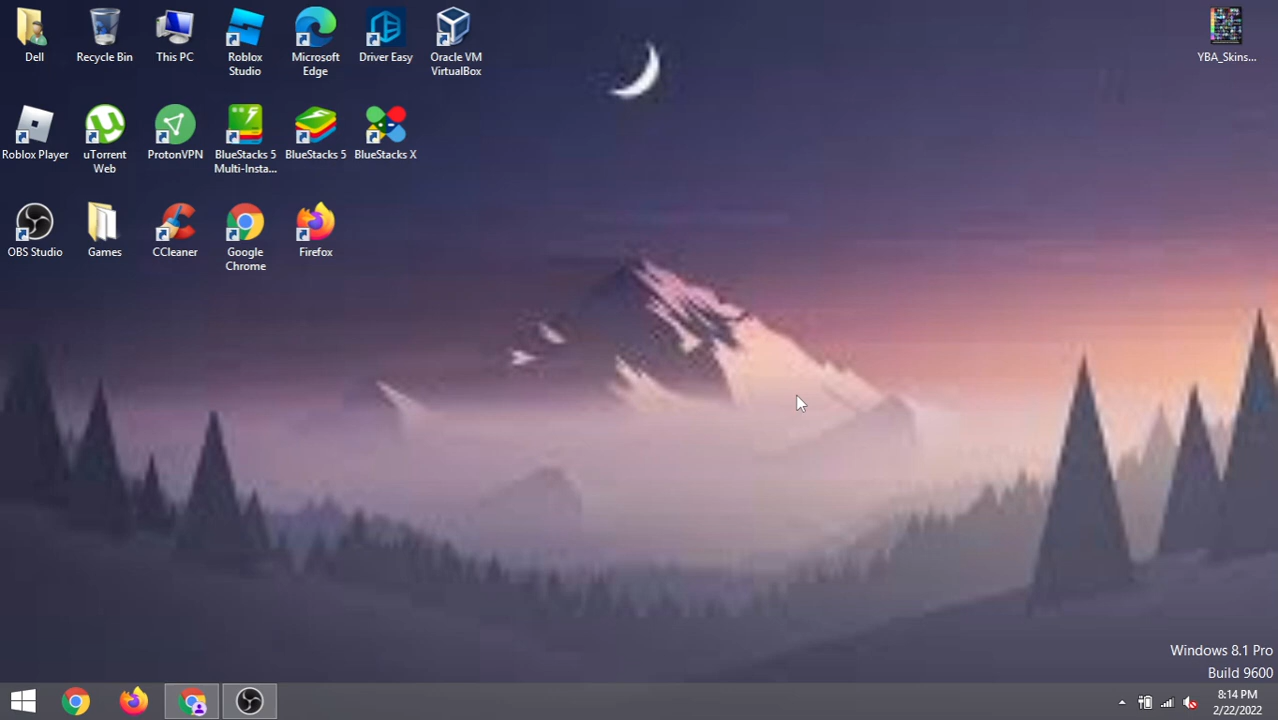 Dell
Recycle Bin
This PC
Roblox
Studio
Microsoft
Edge
Driver Easy
Oracle VM
VirtualBox
YBA_Skins...
Roblox Player
uTorrent
Web
ProtonVPN
BlueStacks 5
Multi-Insta...
BlueStacks 5
BlueStacks X
OBS Studio
Games
CCleaner
Google
Chrome
Firefox
Windows 8.1 Pro
Build 9600
8:14 PM
2/22/2022